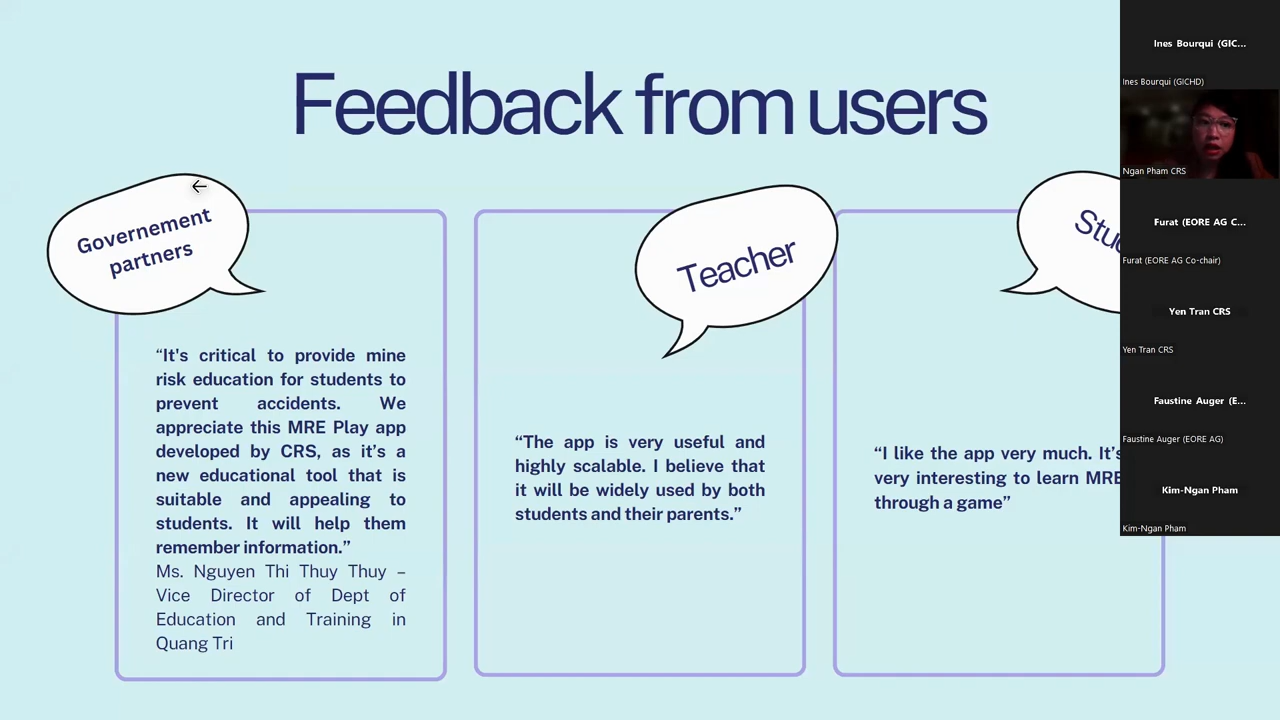 Feedback from users
Governement
partners
“It's critical to provide mine
risk education for students to
prevent accidents. We
appreciate this MRE Play app
developed by CRS, as it’s a
new educational tool that is
suitable and appealing to
students. It will help them
remember information.”
Ms. Nguyen Thi Thuy Thuy –
Vice Director of Dept of
Education and Training in
Quang Tri
Teacher
“The app is very useful and
highly scalable. I believe that
it will be widely used by both
students and their parents.”
“I like the app very much. It’s
very interesting to learn MRE
through a game”
Ines Bourqui (GIC...
Ines Bourqui (GICHD)
Ngan Pham CRS
Furat (EORE AG C...
Furat (EORE AG Co-chair)
Yen Tran CRS
Yen Tran CRS
Faustine Auger (E...
Faustine Auger (EORE AG)
Kim-Ngan Pham
Kim-Ngan Pham